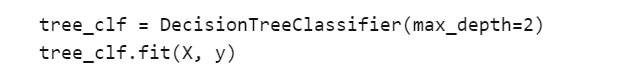 tree_clf = DecisionTreeClassifier(max_depth=2)
tree_clf.fit(X, y)